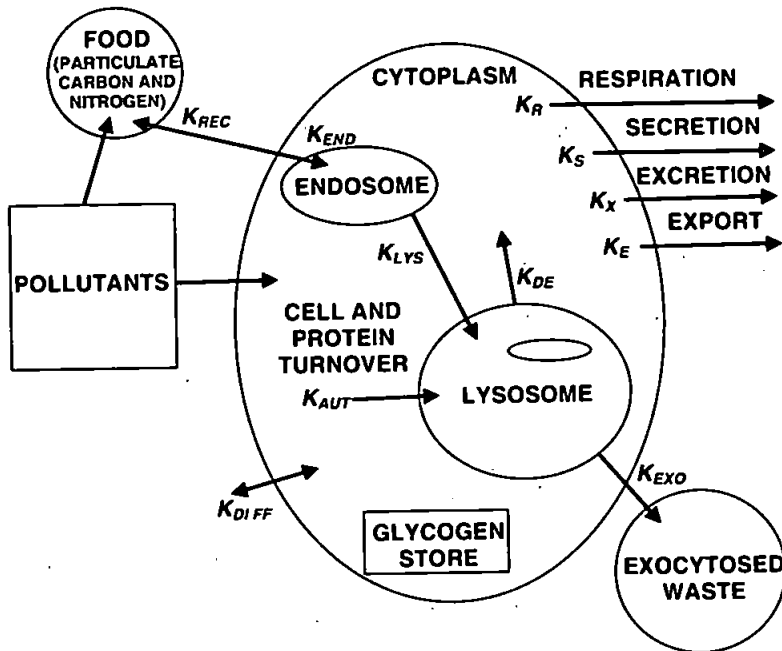 FOOD
(PARTICULATE
CARBON AND
NITROGEN)
K_REC
K_END
ENDOSOME
POLLUTANTS
CYTOPLASM
K_R
RESPIRATION
K_S
SECRETION
K_X
EXCRETION
K_E
EXPORT
K_LYS
K_DE
CELL AND
PROTEIN
TURNOVER
K_AUT
LYSOSOME
K_DIFF
K_EXO
GLYCOGEN
STORE
EXOCYTOSED
WASTE